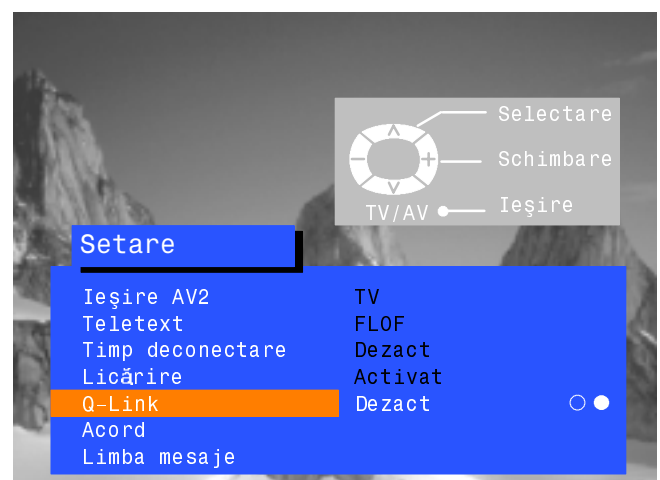 Selectare
Schimbare
TV/AV Ieşire
Setare
Ieşire AV2 TV
Teletext FLOF
Timp deconectare Dezact
Licărire Activat
Q-Link Dezact
Acord
Limba mesaje